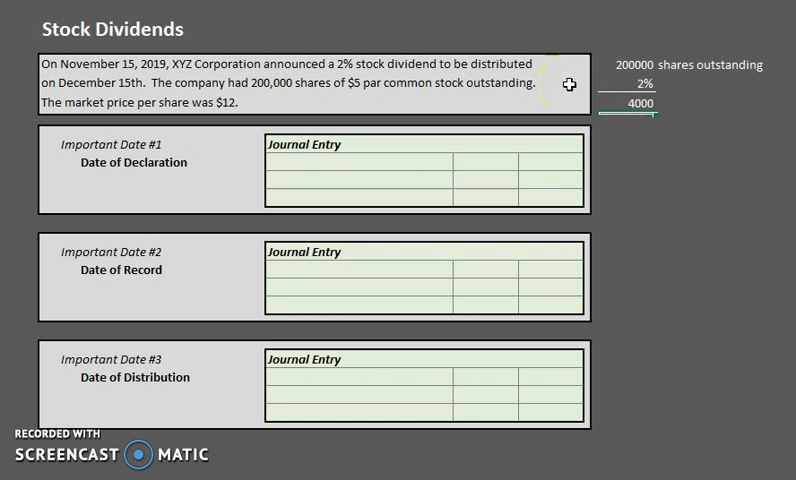 Stock Dividends
On November 15, 2019, XYZ Corporation announced a 2% stock dividend to be distributed
on December 15th. The company had 200,000 shares of $5 par common stock outstanding.
The market price per share was $12.
200000 shares outstanding
2%
4000
Important Date #1
Date of Declaration
Journal Entry
Important Date #2
Date of Record
Journal Entry
Important Date #3
Date of Distribution
Journal Entry
RECORDED WITH
SCREENCAST MATIC